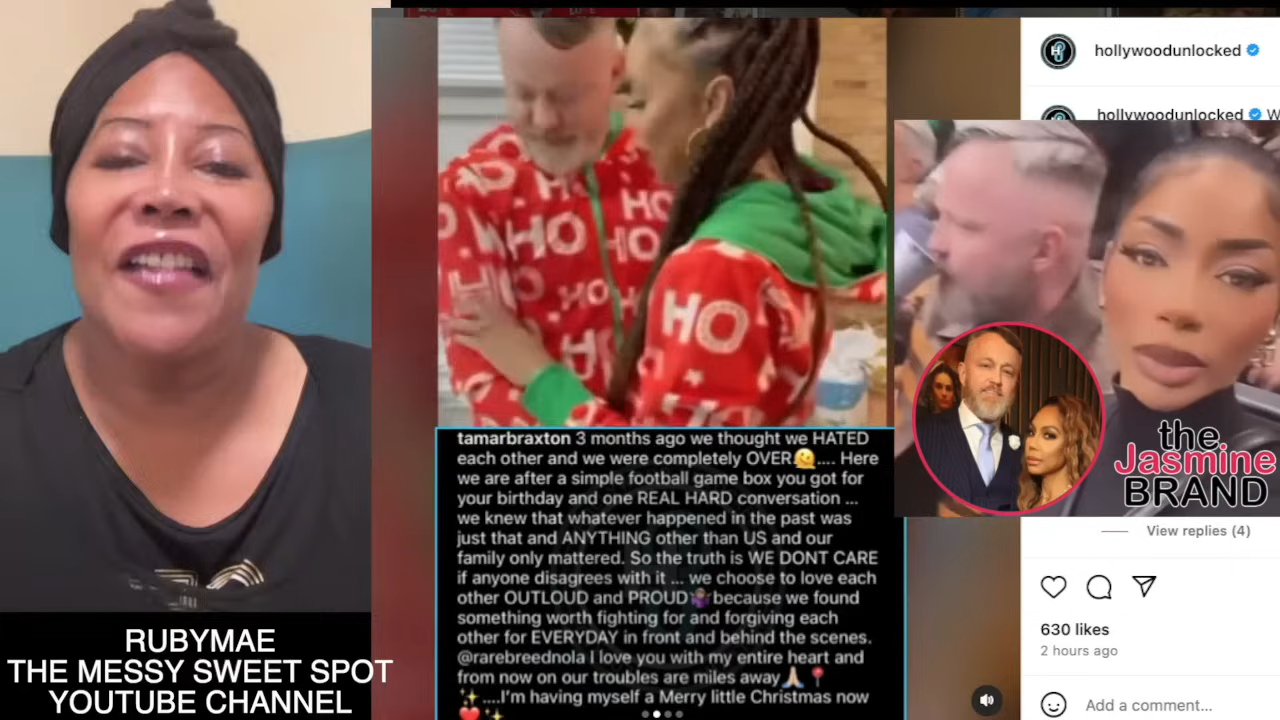 hollywoodunlocked
hollywoodunlocked W
HO
HO
HO
HO
HO
tamarbraxton 3 months ago we thought we HATED
each other and we were completely OVER🫠.... Here
we are after a simple football game box you got for
your birthday and one REAL HARD conversation ...
we knew that whatever happened in the past was
just that and ANYTHING other than US and our
family only mattered. So the truth is WE DONT CARE
if anyone disagrees with it ... we choose to love each
other OUTLOUD and PROUD🤷🏾‍♀️because we found
something worth fighting for and forgiving each
other for EVERYDAY in front and behind the scenes.
@rarebreednola I love you with my entire heart and
from now on our troubles are miles away🙏🏼📍
✨....I'm having myself a Merry little Christmas now
❤️✨
the
Jasmine
BRAND
View replies (4)
630 likes
2 hours ago
Add a comment...
RUBYMAE
THE MESSY SWEET SPOT
YOUTUBE CHANNEL